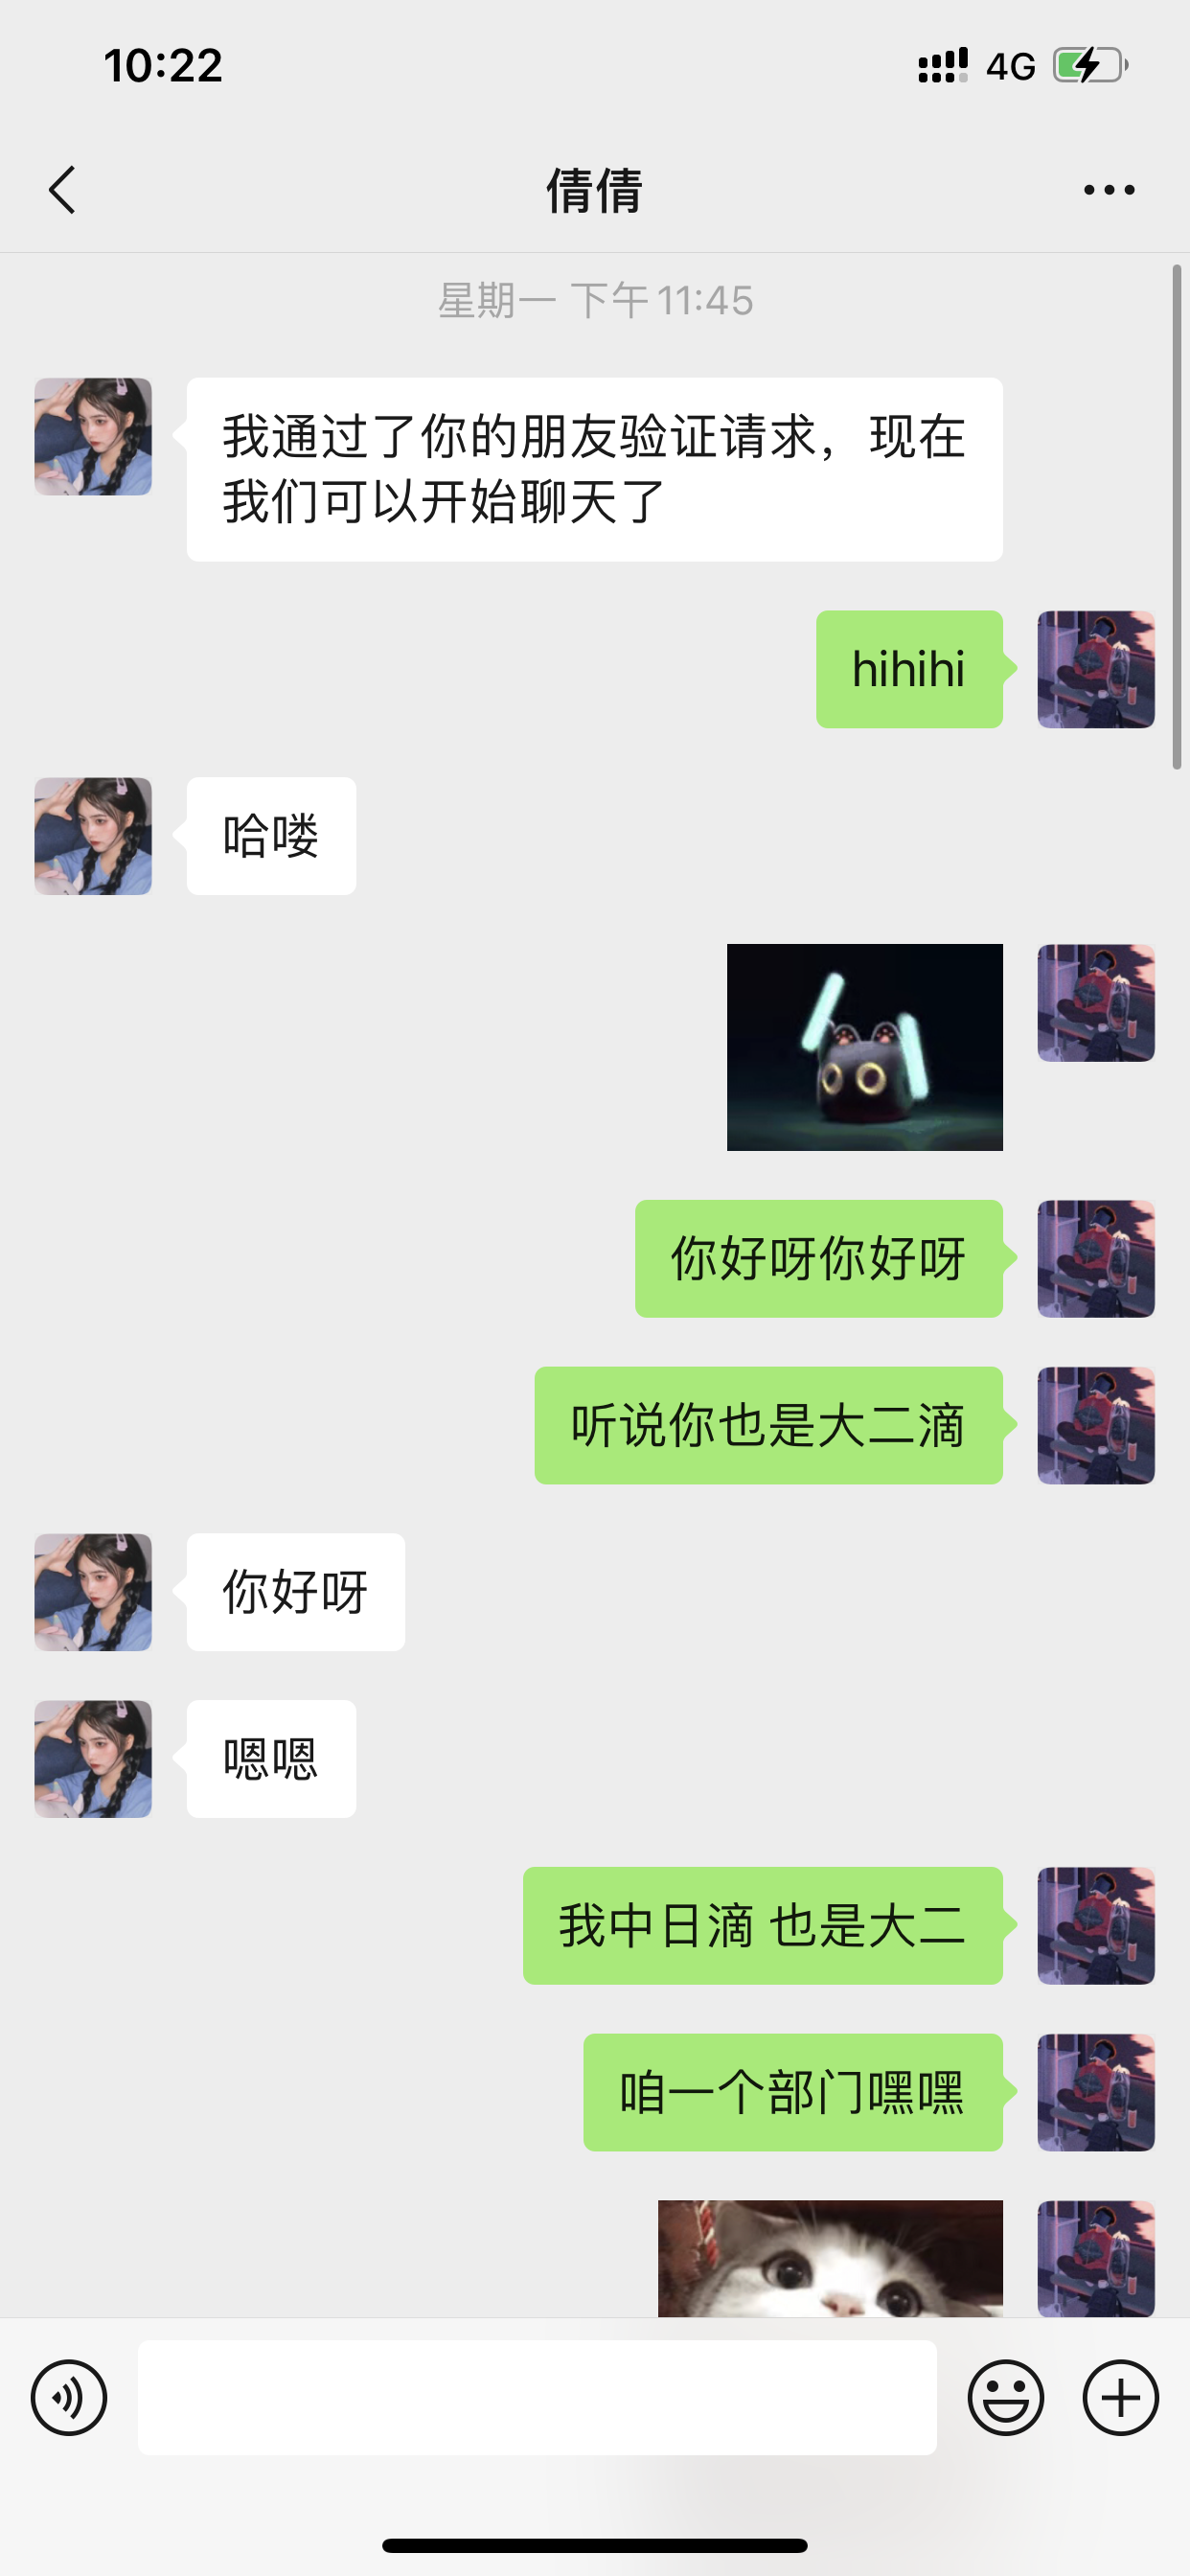 10:22
4G
倩倩
星期一 下午11:45
我通过了你的朋友验证请求，现在
我们可以开始聊天了
hihihi
哈喽
你好呀你好呀
听说你也是大二滴
你好呀
嗯嗯
我中日滴 也是大二
咱一个部门嘿嘿